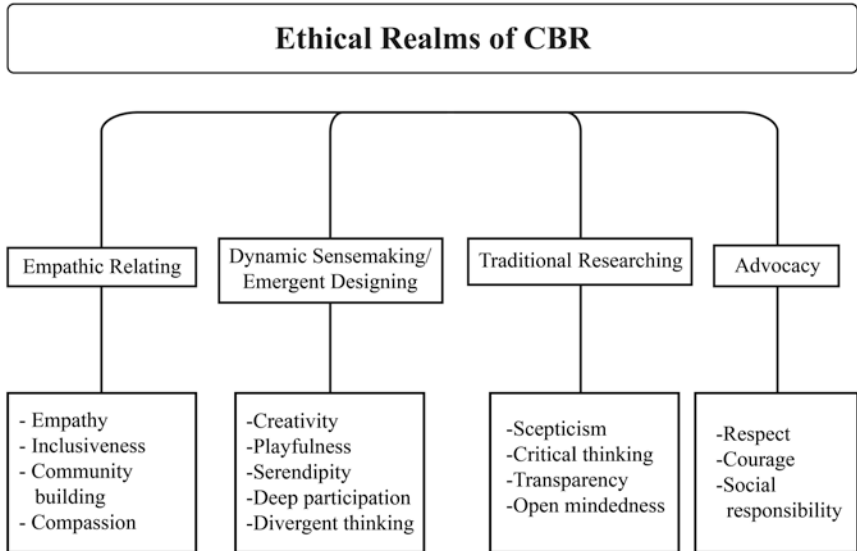 Ethical Realms of CBR
Empathic Relating
Dynamic Sensemaking/
Emergent Designing
Traditional Researching
Advocacy
- Empathy
- Inclusiveness
- Community
building
- Compassion
-Creativity
-Playfulness
-Serendipity
-Deep participation
-Divergent thinking
-Scepticism
-Critical thinking
-Transparency
-Open mindedness
-Respect
-Courage
-Social
responsibility